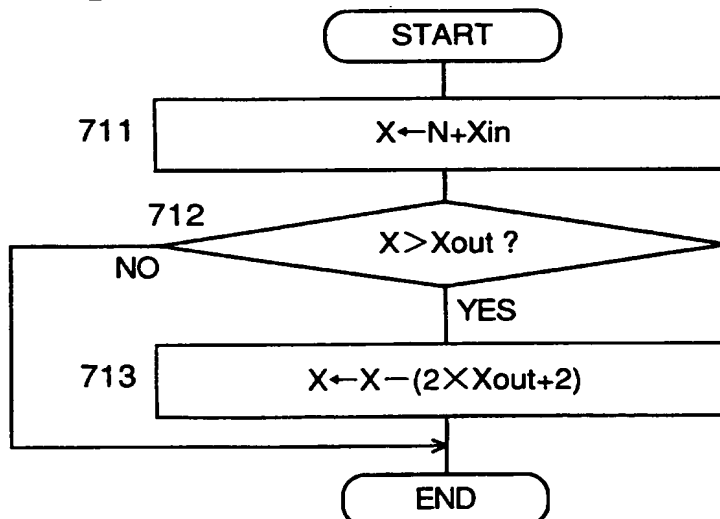 START
711
X←N+Xin
712
X>Xout ?
NO
YES
713
X←X−(2×Xout+2)
END